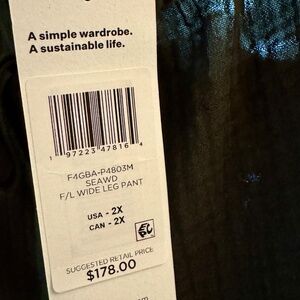 A simple wardrobe.
A sustainable life.
1 97223 47816 4
F4GBA-P4803M
SEAWD
F/L WIDE LEG PANT
USA - 2X
CAN - 2X
SUGGESTED RETAIL PRICE
$178.00